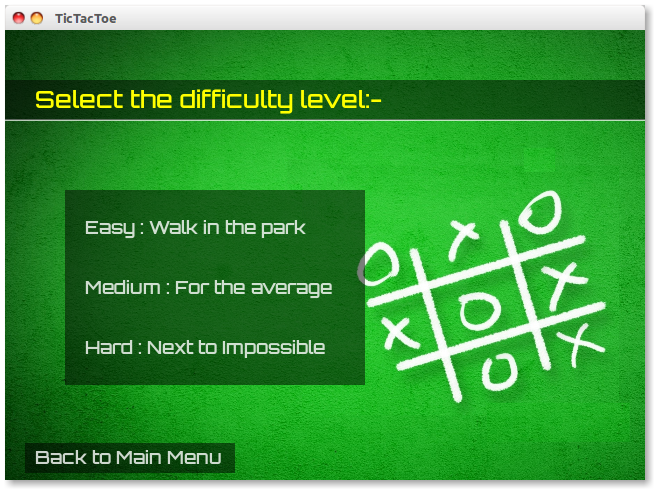 TicTacToe
Select the difficulty level:-
Easy : Walk in the park
Medium : For the average
Hard : Next to Impossible
O X O
X O X
X O X
Back to Main Menu